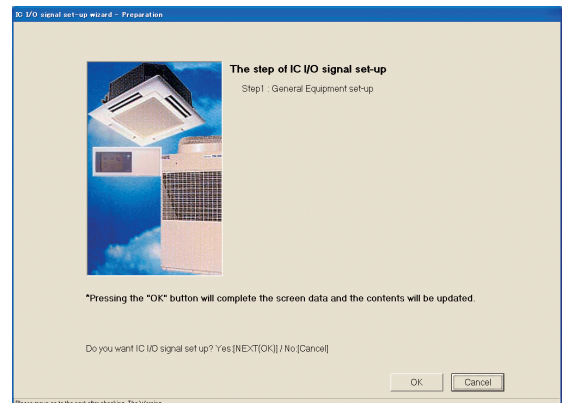 IC I/O signal set-up wizard - Preparation
The step of IC I/O signal set-up
Step1 : General Equipment set-up
*Pressing the "OK" button will complete the screen data and the contents will be updated.
Do you want IC I/O signal set up? Yes:[NEXT(OK)] / No:[Cancel]
OK
Cancel